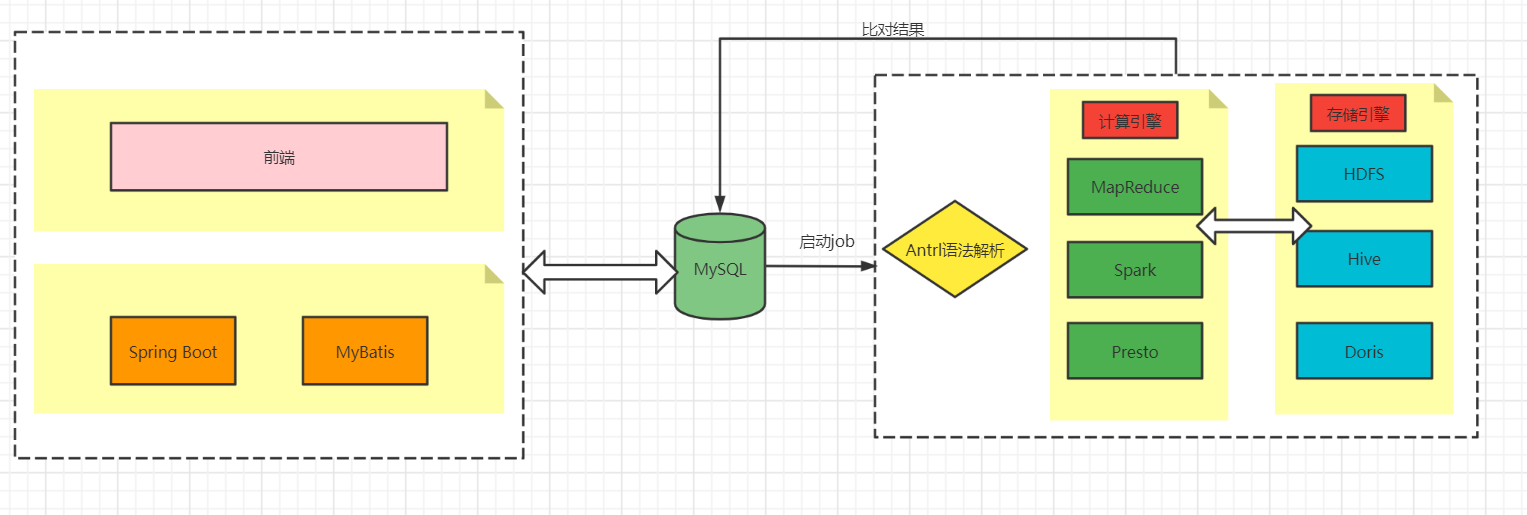 比对结果
前端
Spring Boot
MyBatis
MySQL
启动job
Antrl语法解析
计算引擎
MapReduce
Spark
Presto
存储引擎
HDFS
Hive
Doris